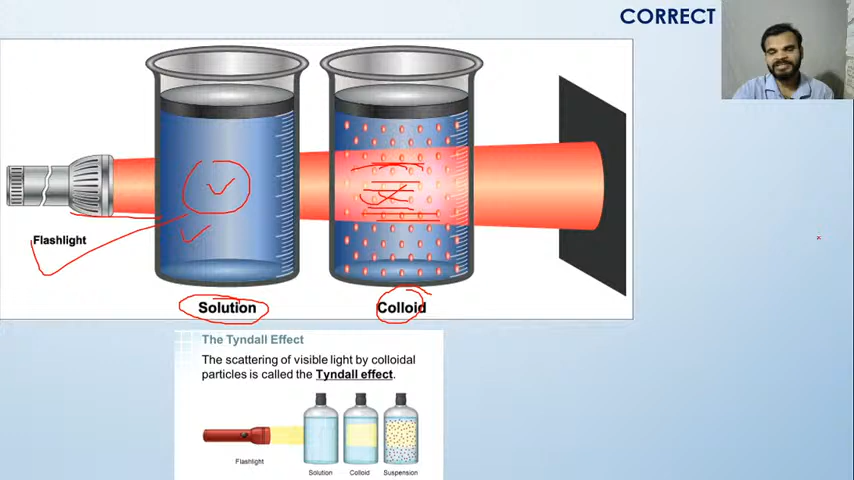 CORRECT
Flashlight
Solution
Colloid
The Tyndall Effect
The scattering of visible light by colloidal
particles is called the Tyndall effect.
Flashlight
Solution
Colloid
Suspension